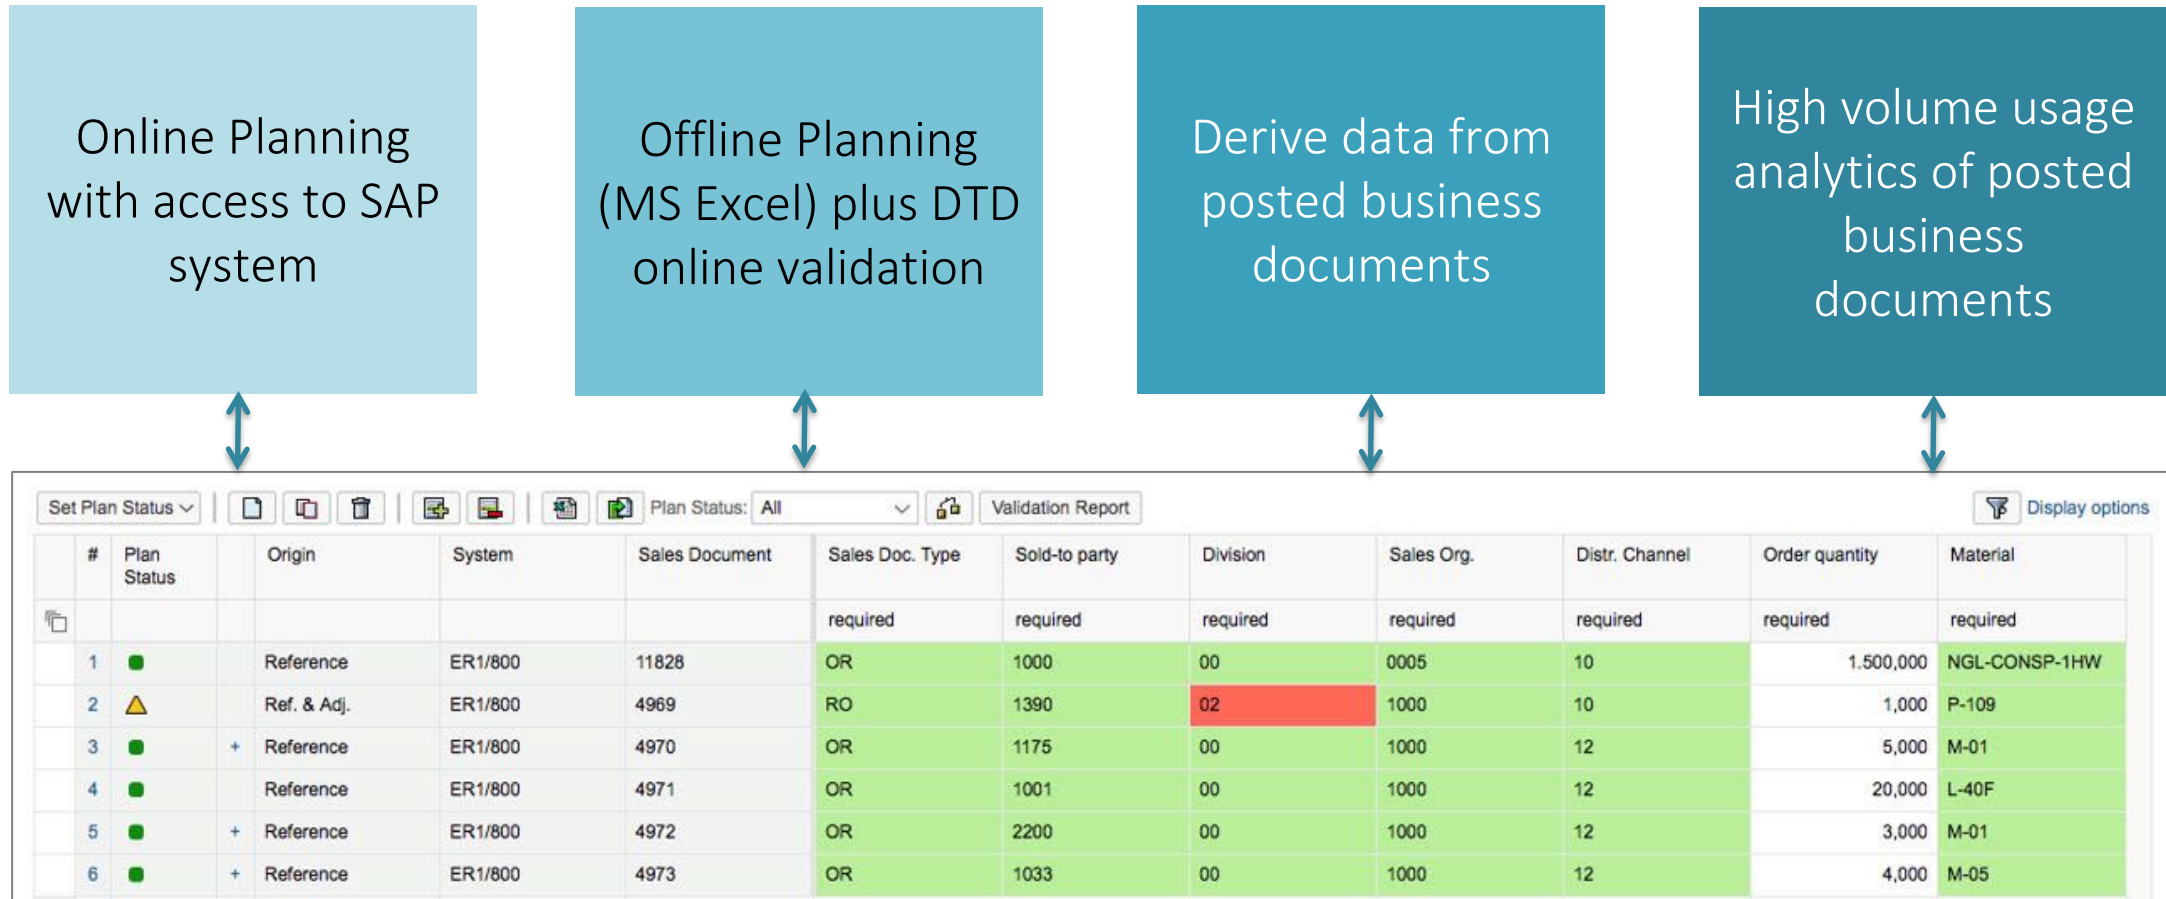 Online Planning
with access to SAP
system
Offline Planning
(MS Excel) plus DTD
online validation
Derive data from
posted business
documents
High volume usage
analytics of posted
business
documents
Set Plan Status Plan Status: All Validation Report Display options
# Plan Status Origin System Sales Document Sales Doc. Type Sold-to party Division Sales Org. Distr. Channel Order quantity Material
required required required required required required required
1 Reference ER1/800 11828 OR 1000 00 0005 10 1.500,000 NGL-CONSP-1HW
2 Ref. & Adj. ER1/800 4969 RO 1390 02 1000 10 1,000 P-109
3 + Reference ER1/800 4970 OR 1175 00 1000 12 5,000 M-01
4 Reference ER1/800 4971 OR 1001 00 1000 12 20,000 L-40F
5 + Reference ER1/800 4972 OR 2200 00 1000 12 3,000 M-01
6 + Reference ER1/800 4973 OR 1033 00 1000 12 4,000 M-05